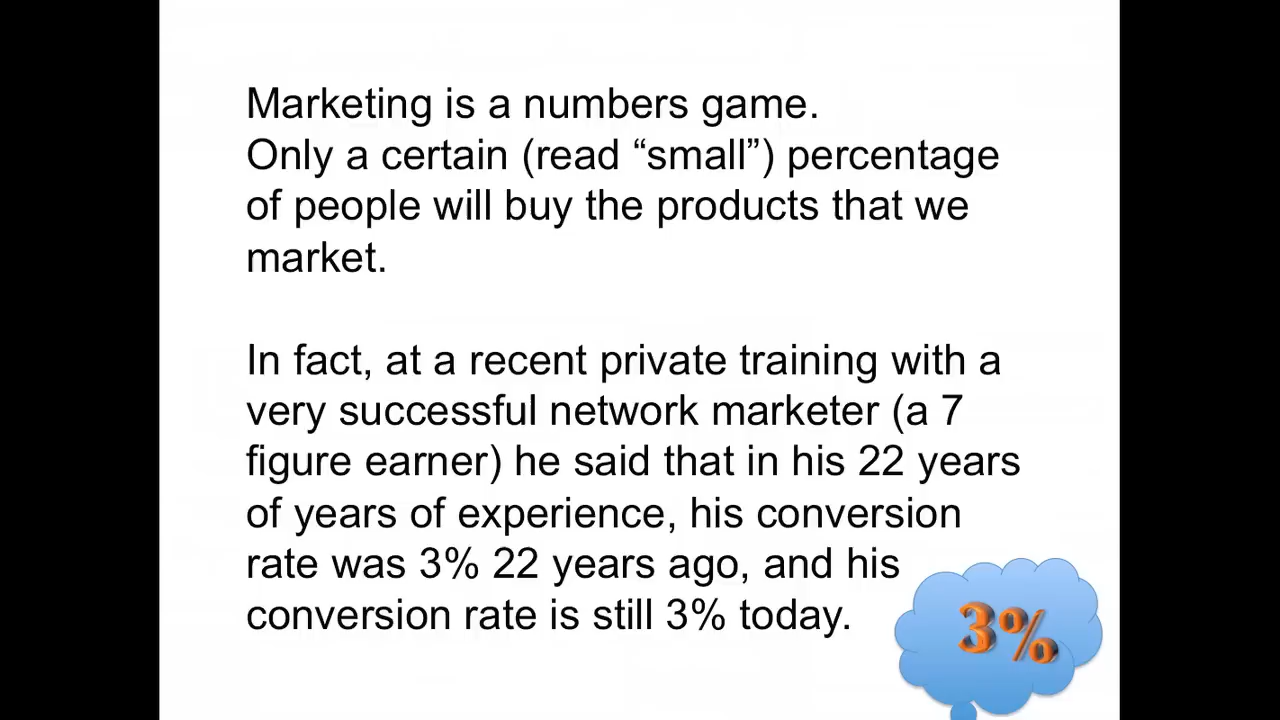 Marketing is a numbers game.
Only a certain (read “small”) percentage
of people will buy the products that we
market.
In fact, at a recent private training with a
very successful network marketer (a 7
figure earner) he said that in his 22 years
of years of experience, his conversion
rate was 3% 22 years ago, and his
conversion rate is still 3% today.
3%